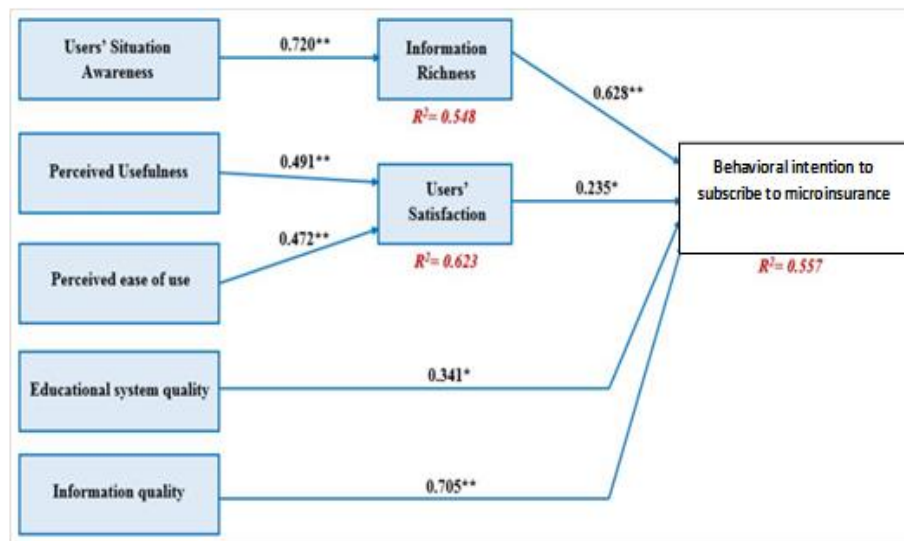 Users’ Situation
Awareness
0.720**
Information
Richness
R²= 0.548
0.628**
Perceived Usefulness
0.491**
Users’
Satisfaction
R²= 0.623
0.235*
Behavioral intention to
subscribe to microinsurance
R²= 0.557
0.472**
Perceived ease of use
Educational system quality
0.341*
Information quality
0.705**